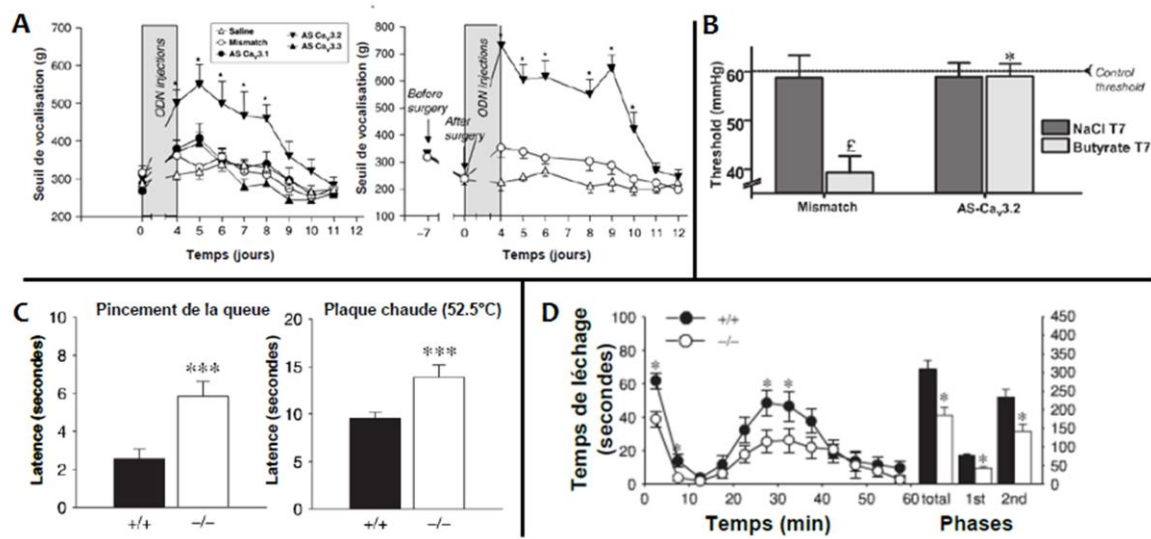 A
Seuil de vocalisation (g)
700
600
500
400
300
200
ODN injections
Saline
Mismatch
AS CaV3.1
AS CaV3.2
AS CaV3.3
* * * * *
0 4 5 6 7 8 9 10 11 12
Temps (jours)
Seuil de vocalisation (g)
800
700
600
500
400
300
200
100
Before surgery
After surgery
ODN injections
* * * * * *
-7 0 4 5 6 7 8 9 10 11 12
Temps (jours)
B
Threshold (mmHg)
60
40
£
*
Control threshold
NaCl T7
Butyrate T7
Mismatch AS-CaV3.2
C
Pincement de la queue
Latence (secondes)
8
6
4
2
0
***
+/+ −/−
Plaque chaude (52.5°C)
Latence (secondes)
20
15
10
5
0
***
+/+ −/−
D
Temps de léchage (secondes)
100
80
60
40
20
0
+/+
−/−
* * * *
* * *
450
400
350
300
250
200
150
100
50
0
0 10 20 30 40 50 60 total 1st 2nd
Temps (min) Phases